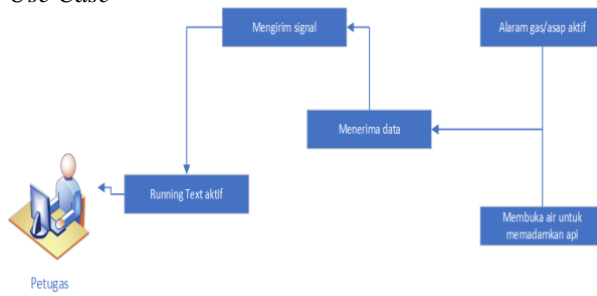 Use Case
Mengirim signal
Alaram gas/asap aktif
Menerima data
Running Text aktif
Membuka air untuk
memadamkan api
Petugas